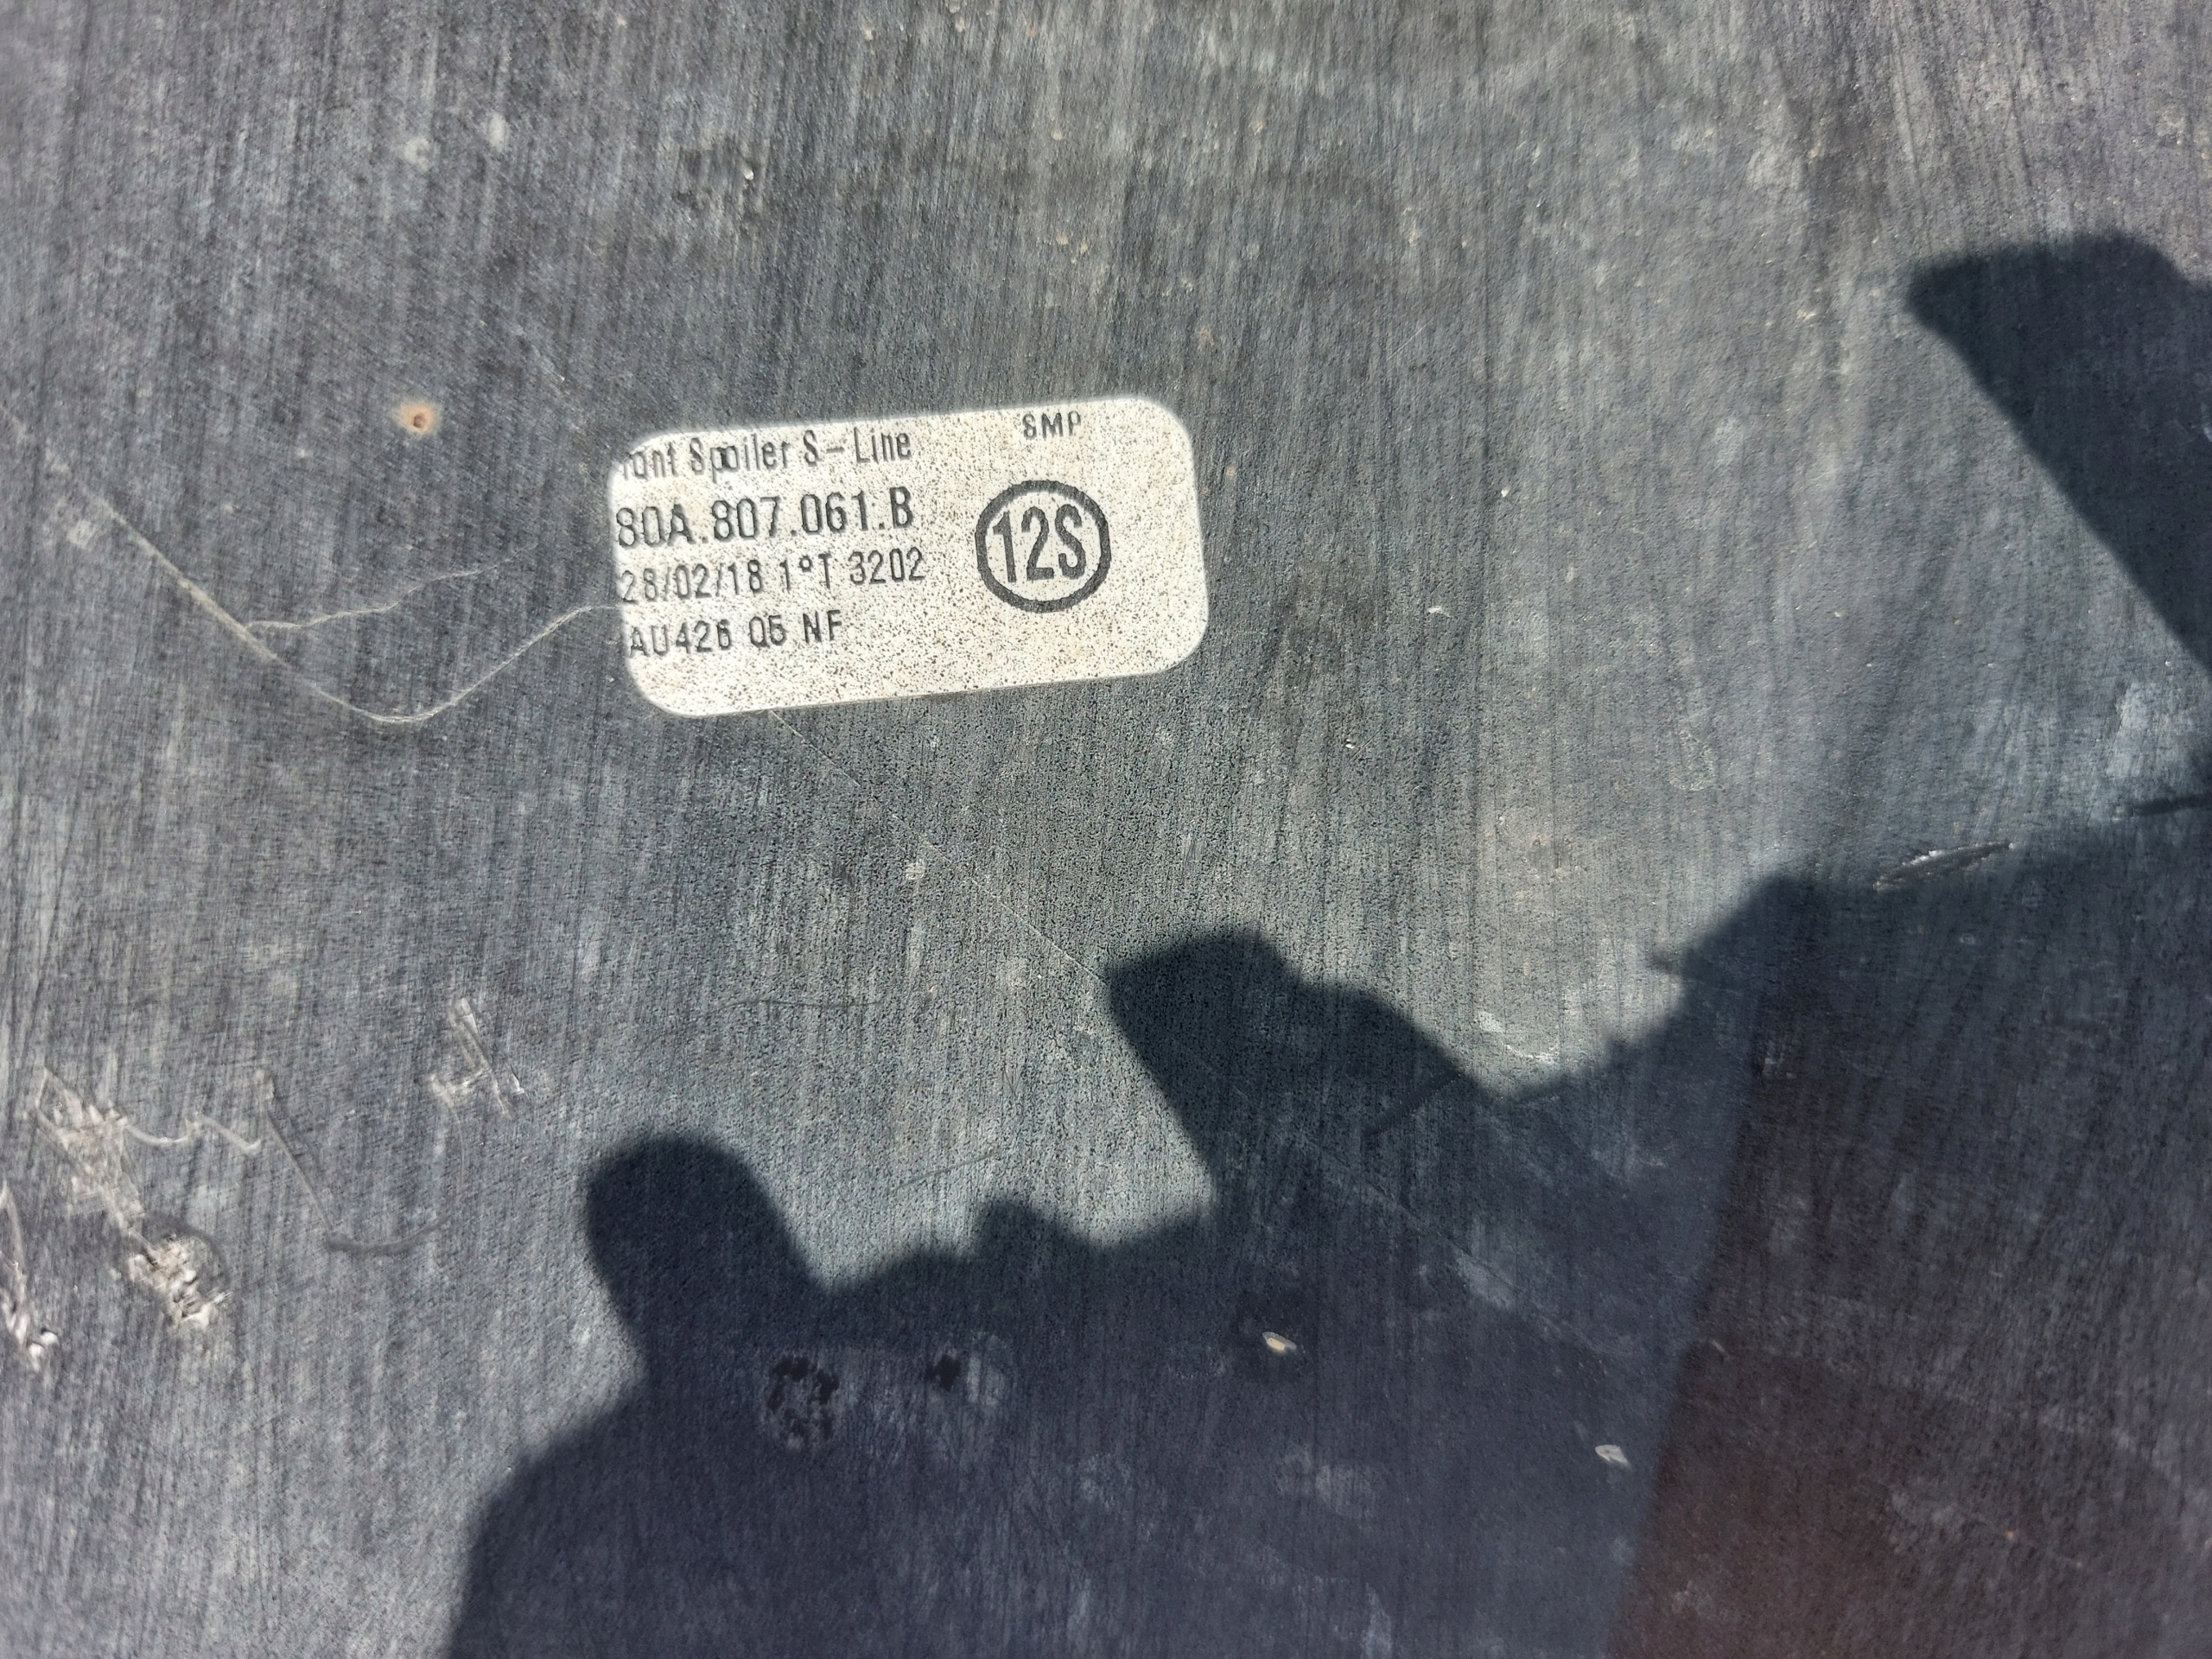 ront Spoiler S-Line
SMP
80A.807.061.B
12S
28/02/18 1°T 3202
AU426 Q5 NF